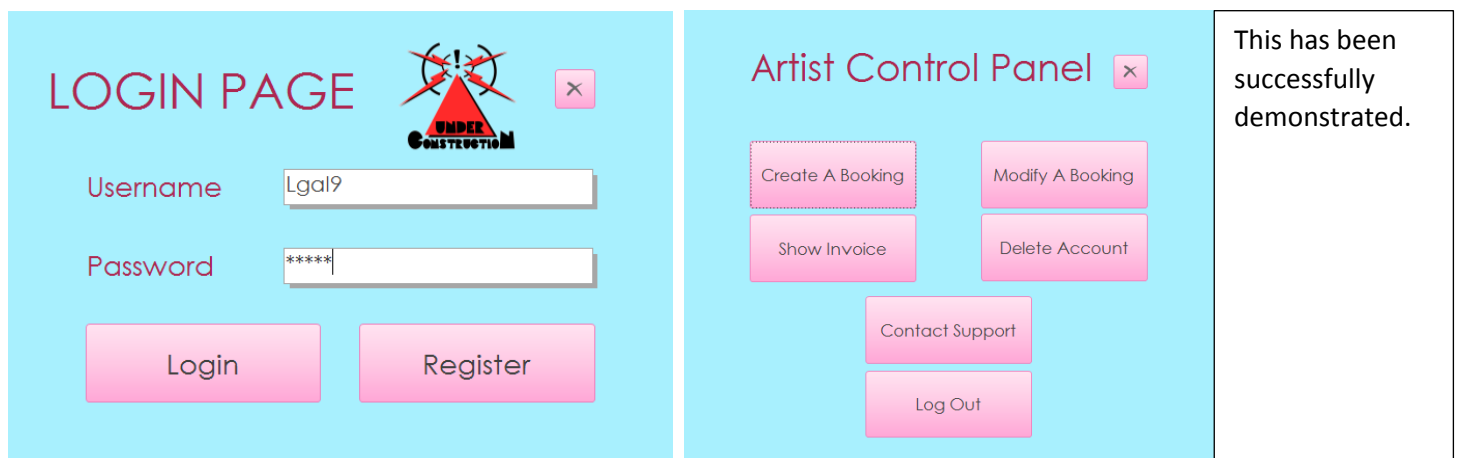 LOGIN PAGE
!
UNDER
CONSTRUCTION
×
Username
Lgal9
Password
*****
Login
Register
Artist Control Panel
×
Create A Booking
Modify A Booking
Show Invoice
Delete Account
Contact Support
Log Out
This has been
successfully
demonstrated.